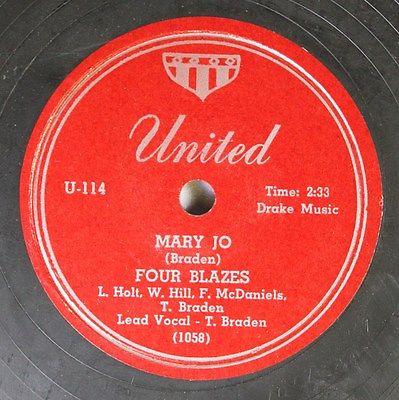 United
U-114
Time: 2:33
Drake Music
MARY JO
(Braden)
FOUR BLAZES
L. Holt, W. Hill, F. McDaniels,
T. Braden
Lead Vocal - T. Braden
(1058)